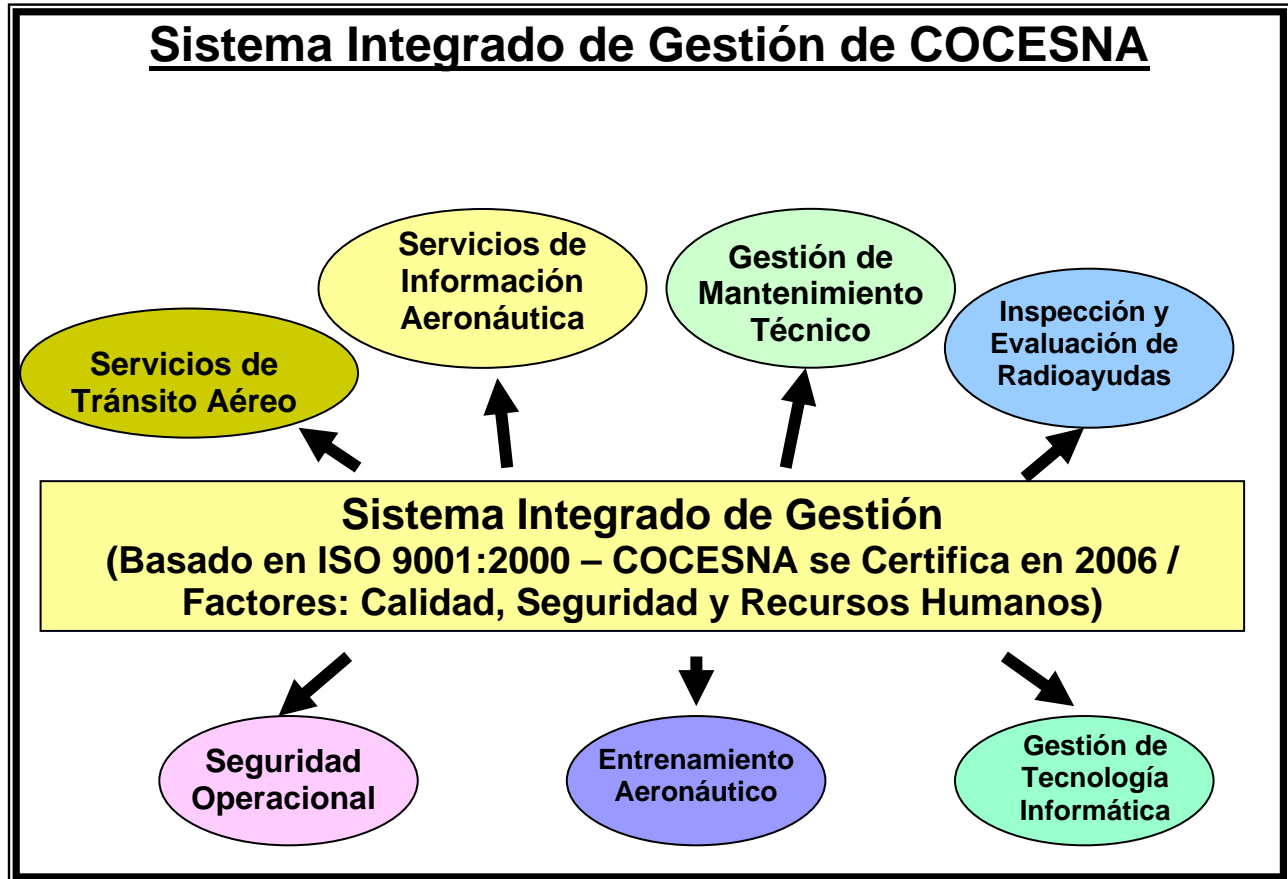 Sistema Integrado de Gestión de COCESNA
Servicios de
Información
Aeronáutica
Gestión de
Mantenimiento
Técnico
Inspección y
Evaluación de
Radioayudas
Servicios de
Tránsito Aéreo
Sistema Integrado de Gestión
(Basado en ISO 9001:2000 – COCESNA se Certifica en 2006 /
Factores: Calidad, Seguridad y Recursos Humanos)
Seguridad
Operacional
Entrenamiento
Aeronáutico
Gestión de
Tecnología
Informática